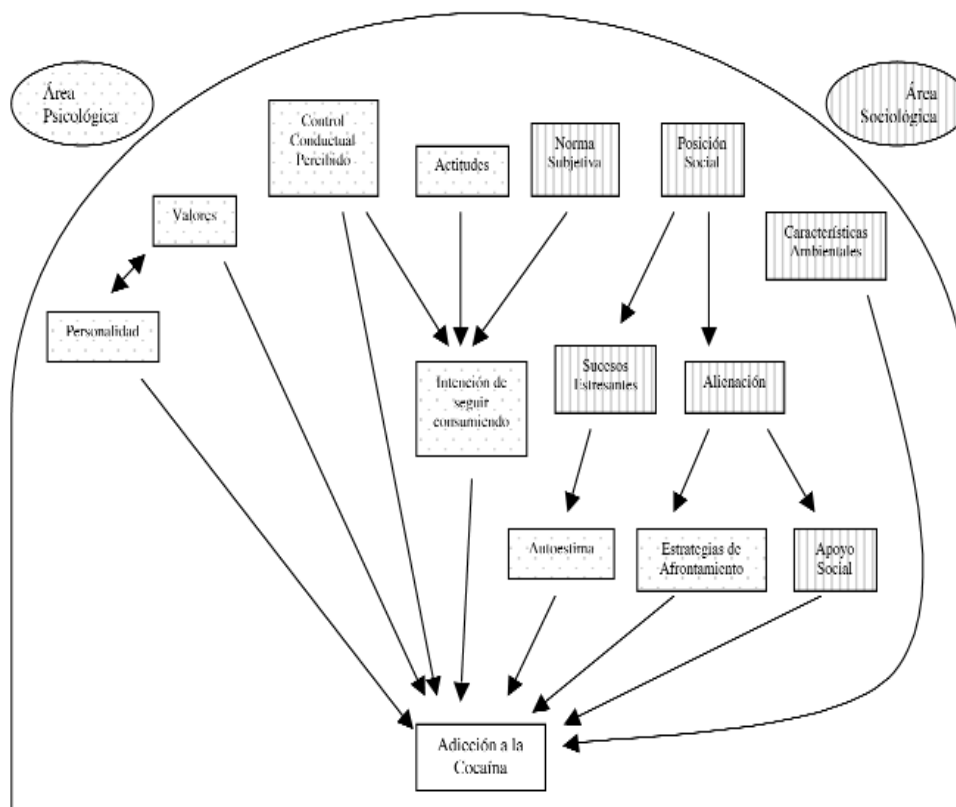 Área
Psicológica
Área
Sociológica
Control
Conductual
Percibido
Actitudes
Norma
Subjetiva
Posición
Social
Valores
Características
Ambientales
Personalidad
Intención de
seguir
consumiendo
Sucesos
Estresantes
Alienación
Autoestima
Estrategias de
Afrontamiento
Apoyo
Social
Adicción a la
Cocaína